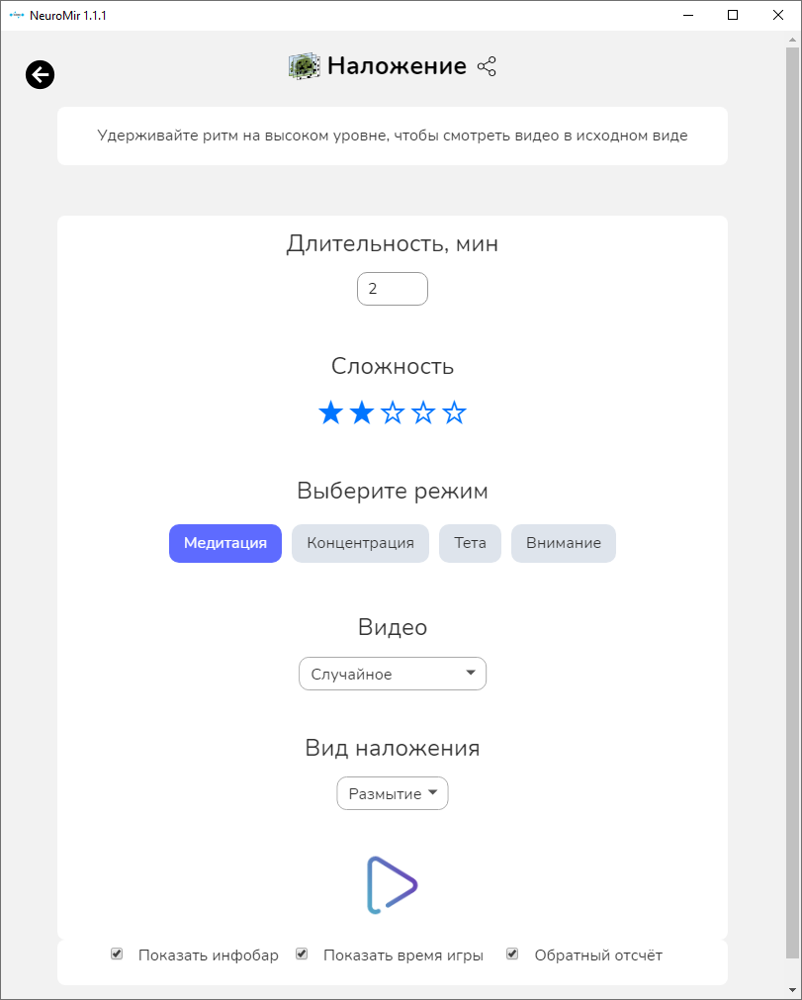 NeuroMir 1.1.1
Наложение
Удерживайте ритм на высоком уровне, чтобы смотреть видео в исходном виде
Длительность, мин
2
Сложность
Выберите режим
Медитация Концентрация Тета Внимание
Видео
Случайное
Вид наложения
Размытие
Показать инфобар Показать время игры Обратный отсчёт